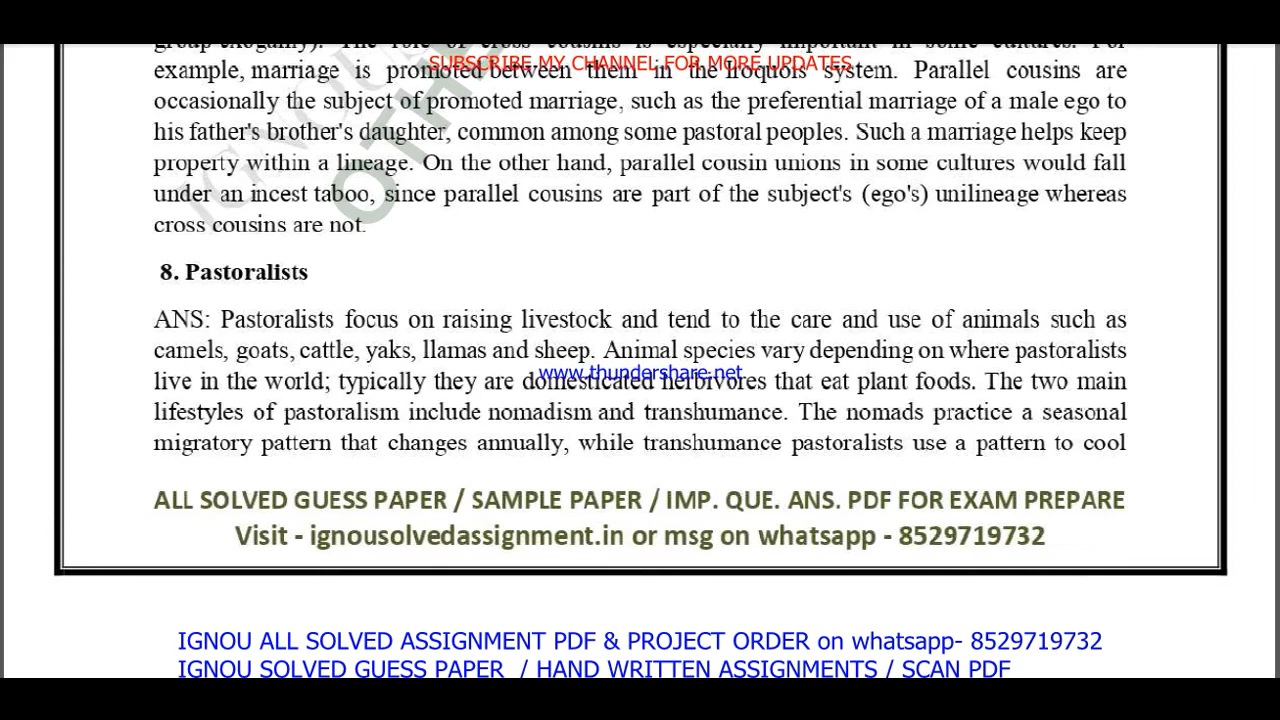 group exogamy). The role of cross cousins is especially important in some cultures. For
SUBSCRIBE MY CHANNEL FOR MORE UPDATES
example, marriage is promoted between them in the Iroquois system. Parallel cousins are
occasionally the subject of promoted marriage, such as the preferential marriage of a male ego to
his father's brother's daughter, common among some pastoral peoples. Such a marriage helps keep
property within a lineage. On the other hand, parallel cousin unions in some cultures would fall
under an incest taboo, since parallel cousins are part of the subject's (ego's) unilineage whereas
cross cousins are not.
8. Pastoralists
ANS: Pastoralists focus on raising livestock and tend to the care and use of animals such as
camels, goats, cattle, yaks, llamas and sheep. Animal species vary depending on where pastoralists
www.thundershare.net
live in the world; typically they are domesticated herbivores that eat plant foods. The two main
lifestyles of pastoralism include nomadism and transhumance. The nomads practice a seasonal
migratory pattern that changes annually, while transhumance pastoralists use a pattern to cool
ALL SOLVED GUESS PAPER / SAMPLE PAPER / IMP. QUE. ANS. PDF FOR EXAM PREPARE
Visit - ignousolvedassignment.in or msg on whatsapp - 8529719732
IGNOU ALL SOLVED ASSIGNMENT PDF & PROJECT ORDER on whatsapp- 8529719732
IGNOU SOLVED GUESS PAPER / HAND WRITTEN ASSIGNMENTS / SCAN PDF